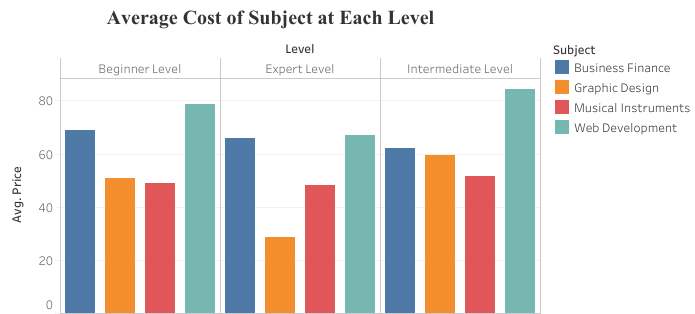 Average Cost of Subject at Each Level
Level
Beginner Level
Expert Level
Intermediate Level
Avg. Price
80
60
40
20
0
Subject
Business Finance
Graphic Design
Musical Instruments
Web Development